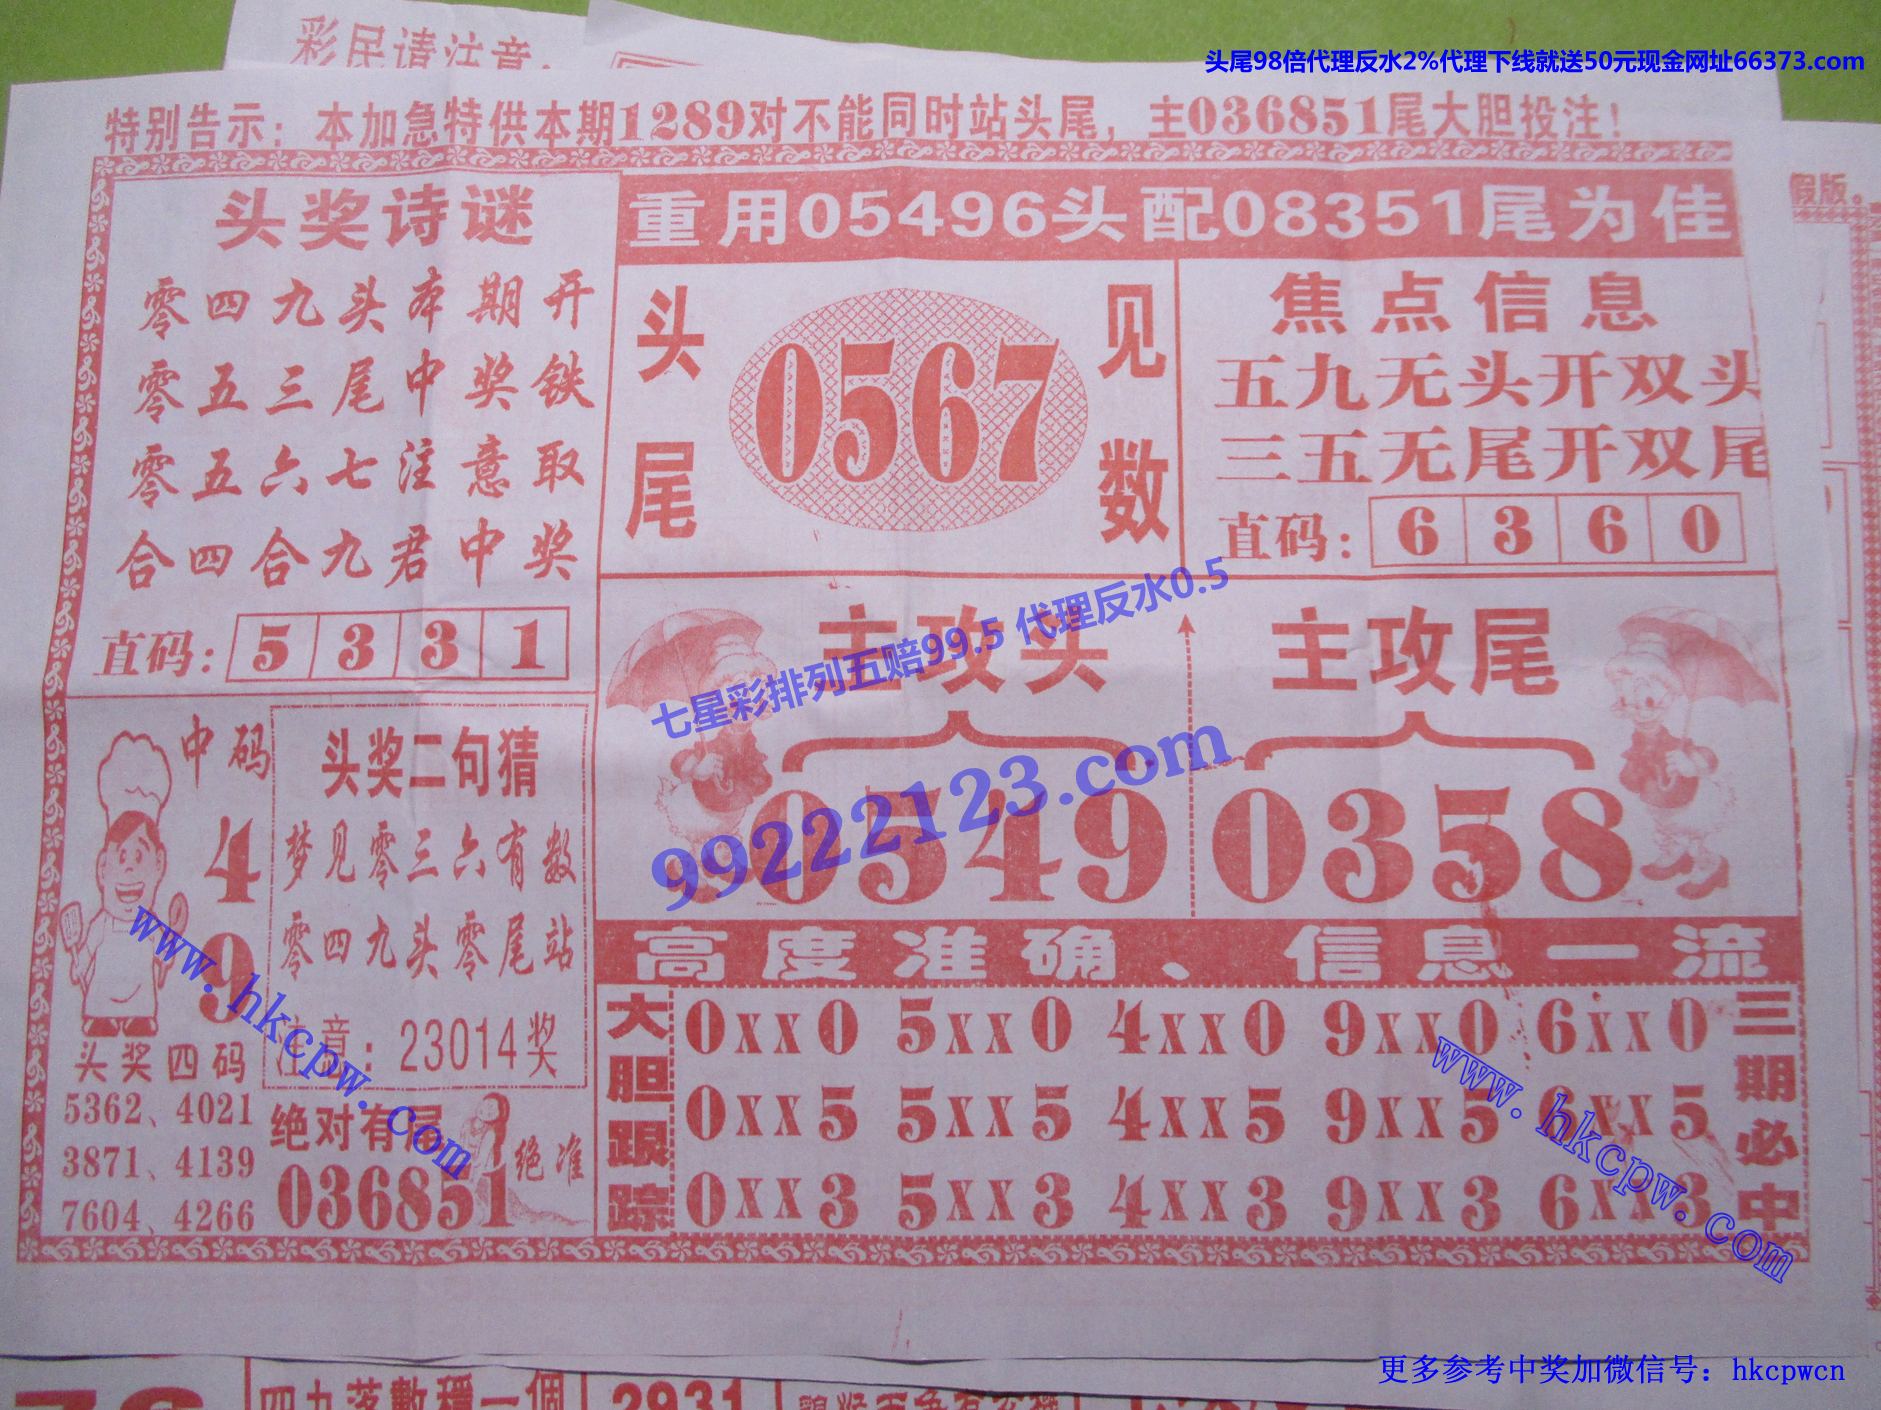 彩民请注意:
头尾98倍代理反水2%代理下线就送50元现金网址66373.com
特别告示：本加急特供本期1289对不能同时站头尾，主036851尾大胆投注！
假版。
头奖诗谜
零四九头本期开
零五三尾中奖铁
零五六七注意取
合四合九君中奖
直码：5331
重用05496头配08351尾为佳
头尾
0567
见数
焦点信息
五九无头开双头
三五无尾开双尾
直码：6360
主攻头
0549
主攻尾
0358
七星彩排列五赔99.5 代理反水0.5
99222123.com
中码
4
9
头奖二句猜
梦见零三六有数
零四九头零尾站
注意：23014奖
www.hkcpw.com
头奖四码
5362、4021
3871、4139
7604、4266
绝对有尾
036851
绝准
高度准确、信息一流
大胆跟踪
0xx0 5xx0 4xx0 9xx0 6xx0
0xx5 5xx5 4xx5 9xx5 6xx5
0xx3 5xx3 4xx3 9xx3 6xx3
三期必中
www.hkcpw.com
更多参考中奖加微信号：hkcpwcn
四九落數穩一個
2931